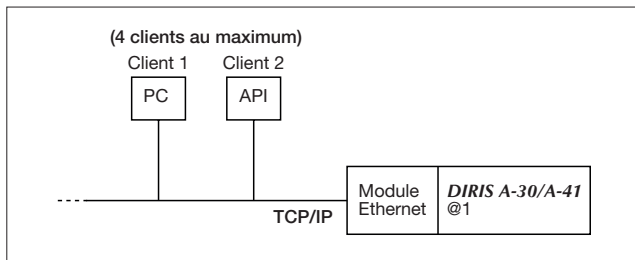 (4 clients au maximum)
Client 1 Client 2
PC API
Module Ethernet
DIRIS A-30/A-41
@1
TCP/IP